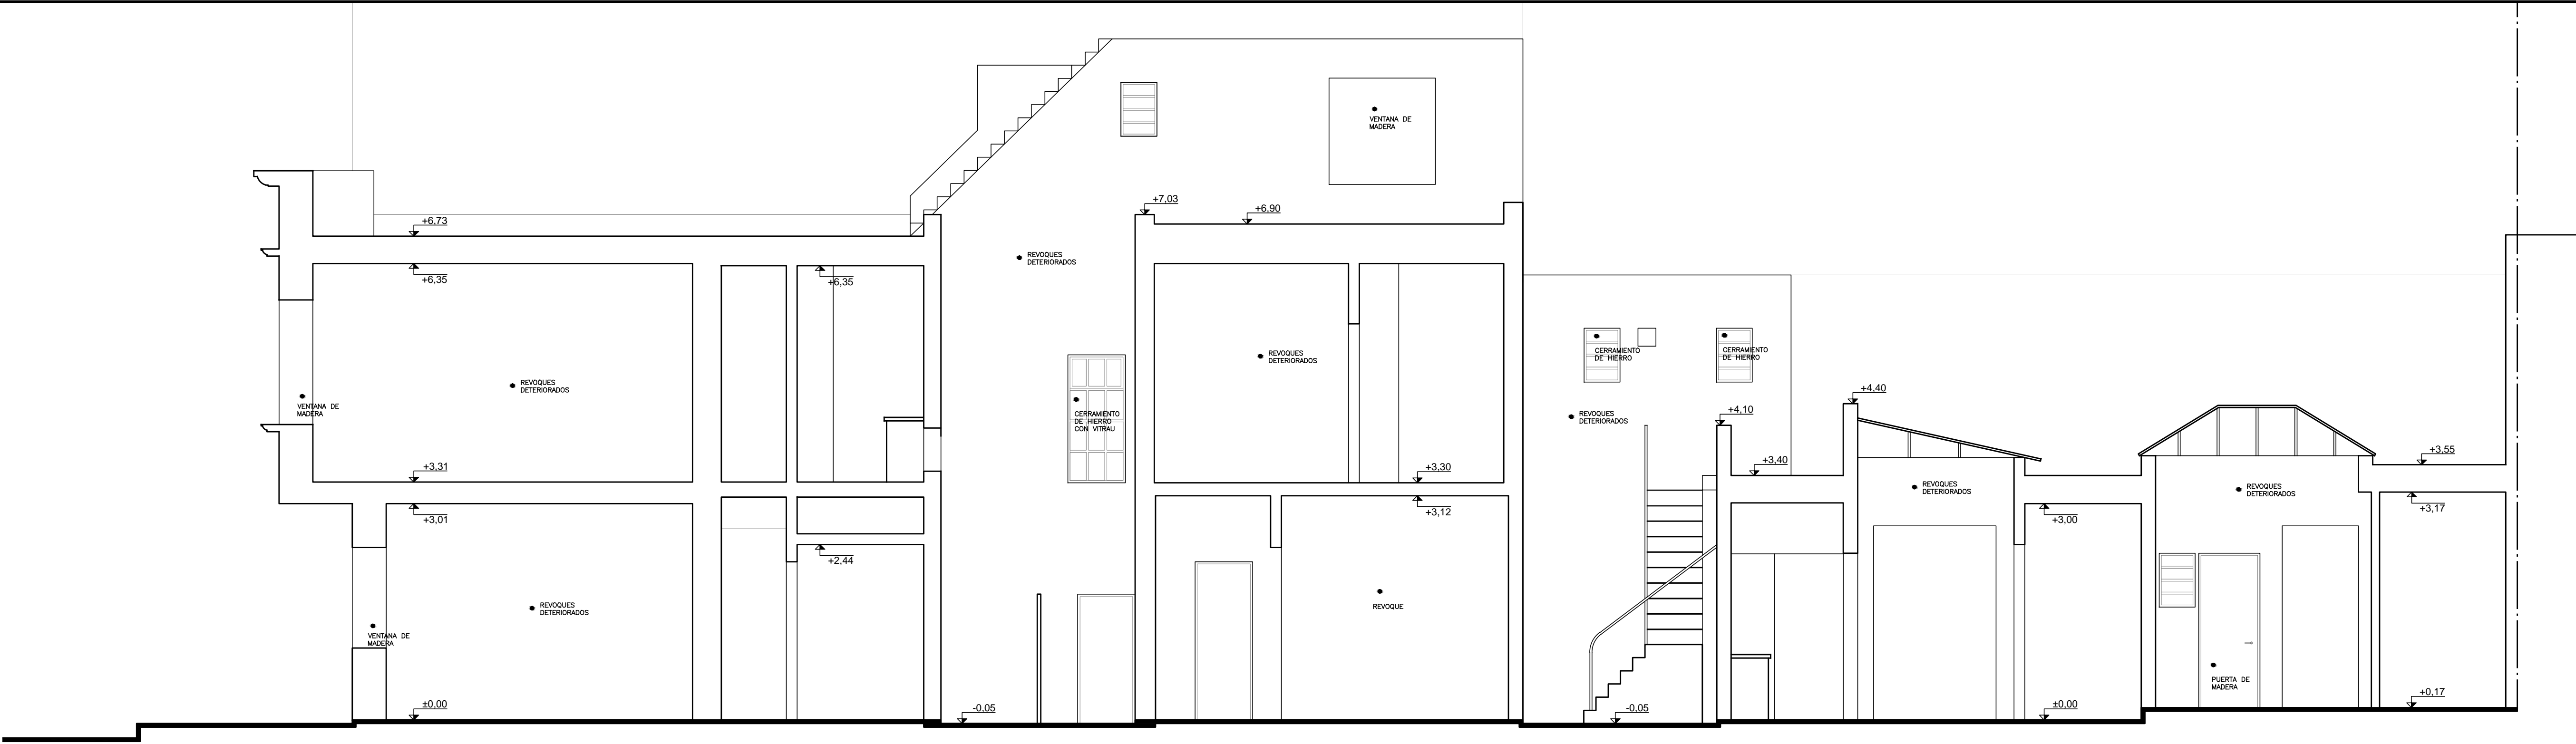 VENTANA DE
MADERA
+7,03
+6,90
+6,73
REVOQUES
DETERIORADOS
+6,35
+6,35
REVOQUES
DETERIORADOS
CERRAMIENTO
DE HIERRO
CERRAMIENTO
DE HIERRO
REVOQUES
DETERIORADOS
+4,40
VENTANA DE
MADERA
CERRAMIENTO
DE HIERRO
CON VITRAU
REVOQUES
DETERIORADOS
+4,10
+3,31
+3,30
+3,40
+3,55
REVOQUES
DETERIORADOS
REVOQUES
DETERIORADOS
+3,01
+3,12
+3,00
+3,17
+2,44
REVOQUES
DETERIORADOS
REVOQUE
VENTANA DE
MADERA
PUERTA DE
MADERA
±0,00
-0,05
-0,05
±0,00
+0,17